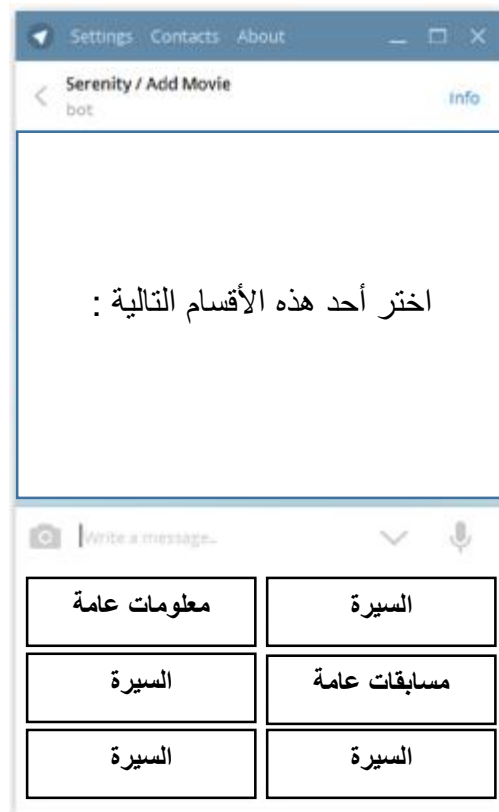 Settings Contacts About
Serenity / Add Movie
bot
Info
اختر أحد هذه الأقسام التالية :
Write a message...
السيرة
معلومات عامة
مسابقات عامة
السيرة
السيرة
السيرة